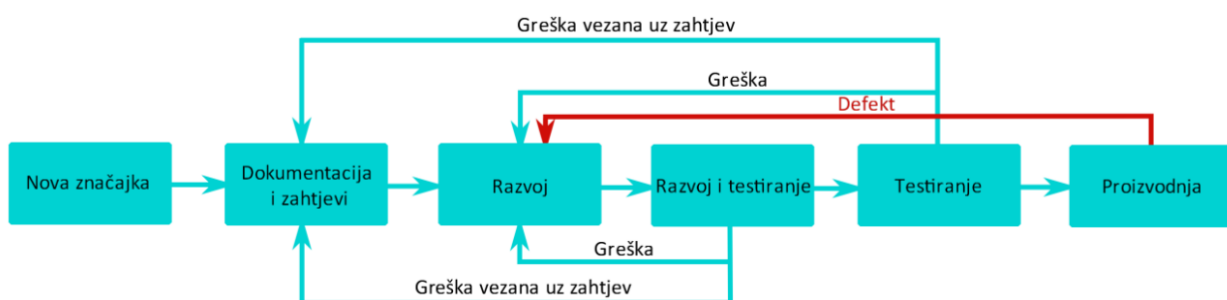 Greška vezana uz zahtjev
Greška
Defekt
Nova značajka
Dokumentacija
i zahtjevi
Razvoj
Razvoj i testiranje
Testiranje
Proizvodnja
Greška
Greška vezana uz zahtjev